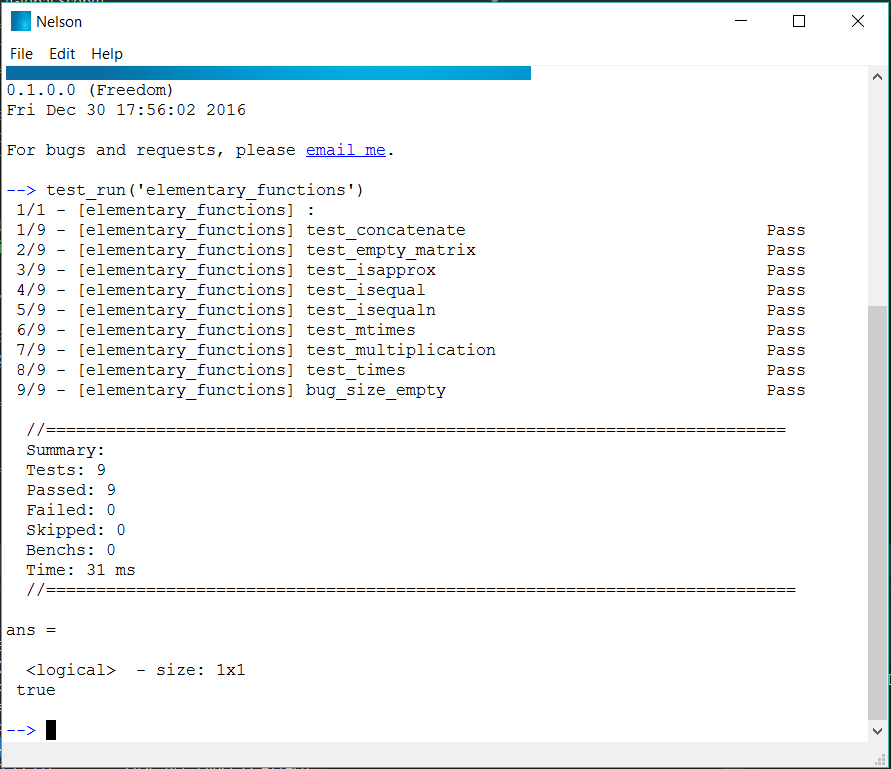 Nelson
File Edit Help
0.1.0.0 (Freedom)
Fri Dec 30 17:56:02 2016
For bugs and requests, please email me.
--> test_run('elementary_functions')
1/1 - [elementary_functions] :
1/9 - [elementary_functions] test_concatenate Pass
2/9 - [elementary_functions] test_empty_matrix Pass
3/9 - [elementary_functions] test_isapprox Pass
4/9 - [elementary_functions] test_isequal Pass
5/9 - [elementary_functions] test_isequaln Pass
6/9 - [elementary_functions] test_mtimes Pass
7/9 - [elementary_functions] test_multiplication Pass
8/9 - [elementary_functions] test_times Pass
9/9 - [elementary_functions] bug_size_empty Pass
//==========================================================================
Summary:
Tests: 9
Passed: 9
Failed: 0
Skipped: 0
Benchs: 0
Time: 31 ms
//===========================================================================
ans =
<logical>  - size: 1x1
true
-->